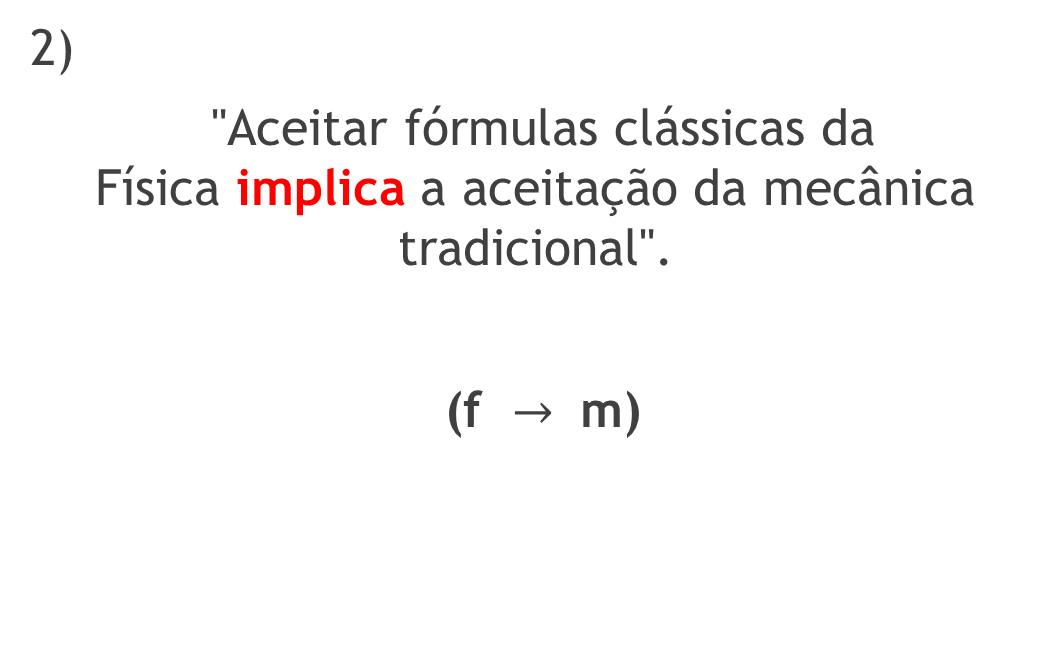 2)
"Aceitar fórmulas clássicas da
Física implica a aceitação da mecânica
tradicional".
(f → m)